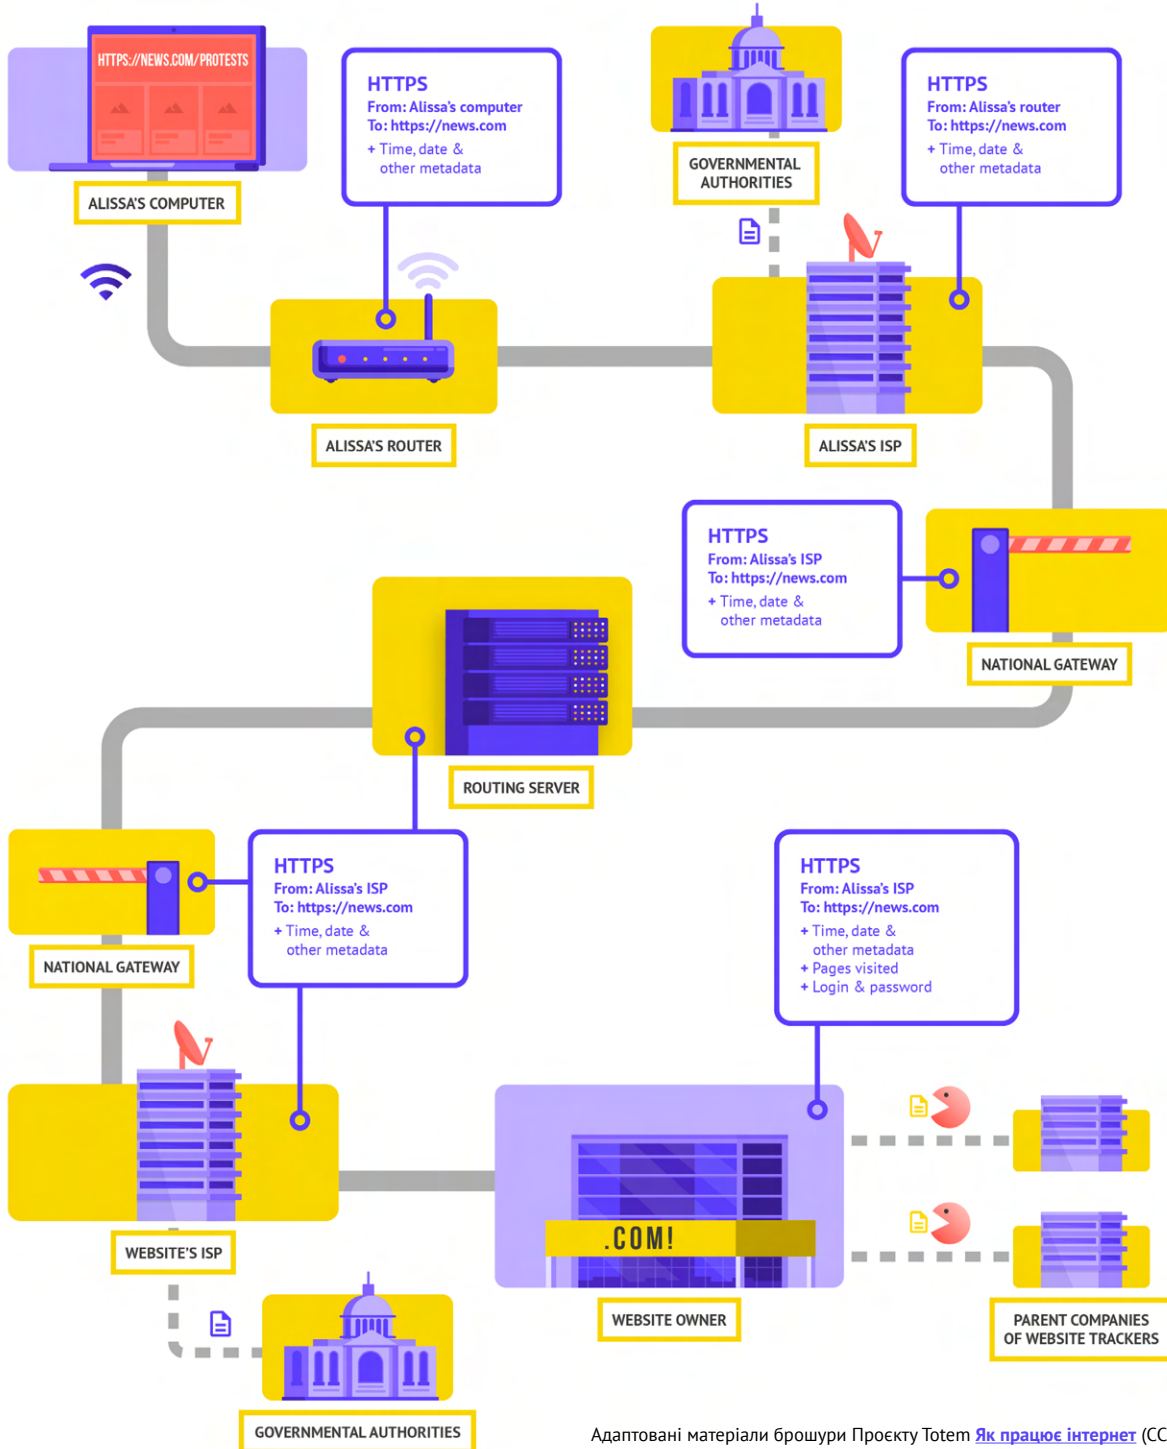 HTTPS://NEWS.COM/PROTESTS
ALISSA'S COMPUTER
HTTPS
From: Alissa's computer
To: https://news.com
+ Time, date &
other metadata
GOVERNMENTAL
AUTHORITIES
HTTPS
From: Alissa's router
To: https://news.com
+ Time, date &
other metadata
ALISSA'S ROUTER
ALISSA'S ISP
HTTPS
From: Alissa's ISP
To: https://news.com
+ Time, date &
other metadata
NATIONAL GATEWAY
ROUTING SERVER
HTTPS
From: Alissa's ISP
To: https://news.com
+ Time, date &
other metadata
NATIONAL GATEWAY
HTTPS
From: Alissa's ISP
To: https://news.com
+ Time, date &
other metadata
+ Pages visited
+ Login & password
WEBSITE'S ISP
.COM!
WEBSITE OWNER
PARENT COMPANIES
OF WEBSITE TRACKERS
GOVERNMENTAL AUTHORITIES
Адаптовані матеріали брошури Проєкту Totem Як працює інтернет (CC